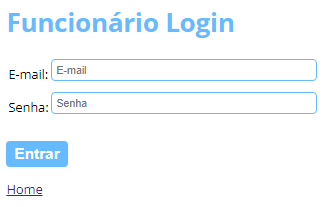 Funcionário Login
E-mail: E-mail
Senha: Senha
Entrar
Home